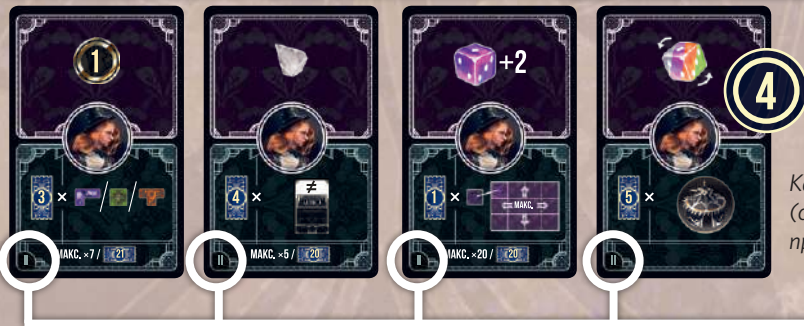 1
+2
4
3 × / /
4 × ≠
1 × МАКС.
5 ×
МАКС. ×7 / 21
МАКС. ×5 / 20
МАКС. ×20 / 20
II
II
II
II